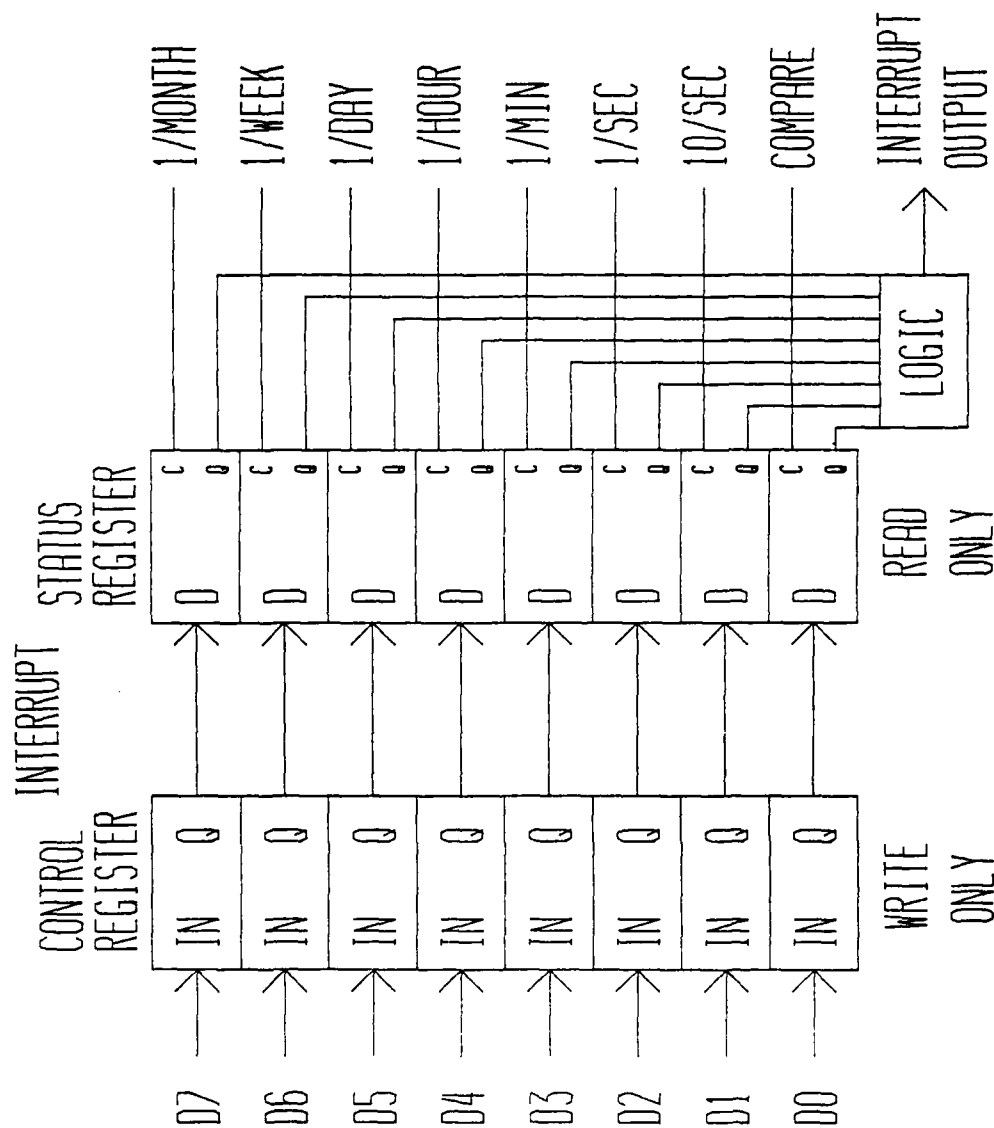 INTERRUPT
CONTROL
REGISTER
STATUS
REGISTER
D7
IN Q
D C Q
1/MONTH
D6
IN Q
D C Q
1/WEEK
D5
IN Q
D C Q
1/DAY
D4
IN Q
D C Q
1/HOUR
D3
IN Q
D C Q
1/MIN
D2
IN Q
D C Q
1/SEC
D1
IN Q
D C Q
10/SEC
D0
IN Q
D C Q
COMPARE
WRITE
ONLY
READ
ONLY
LOGIC
INTERRUPT
OUTPUT